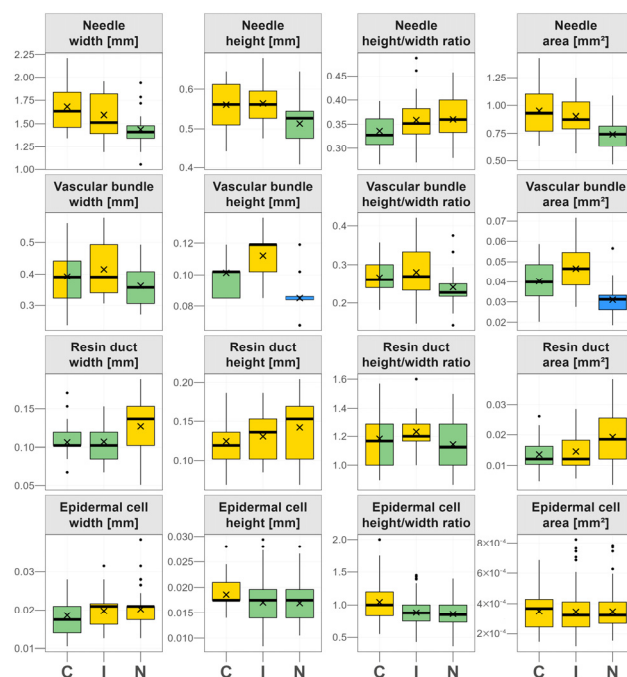 Needle
width [mm]
Needle
height [mm]
Needle
height/width ratio
Needle
area [mm²]
2.25
2.00
1.75
1.50
1.25
1.00
0.6
0.5
0.4
0.45
0.40
0.35
0.30
1.25
1.00
0.75
0.50
Vascular bundle
width [mm]
Vascular bundle
height [mm]
Vascular bundle
height/width ratio
Vascular bundle
area [mm²]
0.5
0.4
0.3
0.12
0.10
0.08
0.4
0.3
0.2
0.07
0.06
0.05
0.04
0.03
0.02
Resin duct
width [mm]
Resin duct
height [mm]
Resin duct
height/width ratio
Resin duct
area [mm²]
0.15
0.10
0.05
0.20
0.15
0.10
1.6
1.4
1.2
1.0
0.03
0.02
0.01
Epidermal cell
width [mm]
Epidermal cell
height [mm]
Epidermal cell
height/width ratio
Epidermal cell
area [mm²]
0.03
0.02
0.01
0.030
0.025
0.020
0.015
0.010
2.0
1.5
1.0
0.5
8×10⁻⁴
6×10⁻⁴
4×10⁻⁴
2×10⁻⁴
C I N
C I N
C I N
C I N